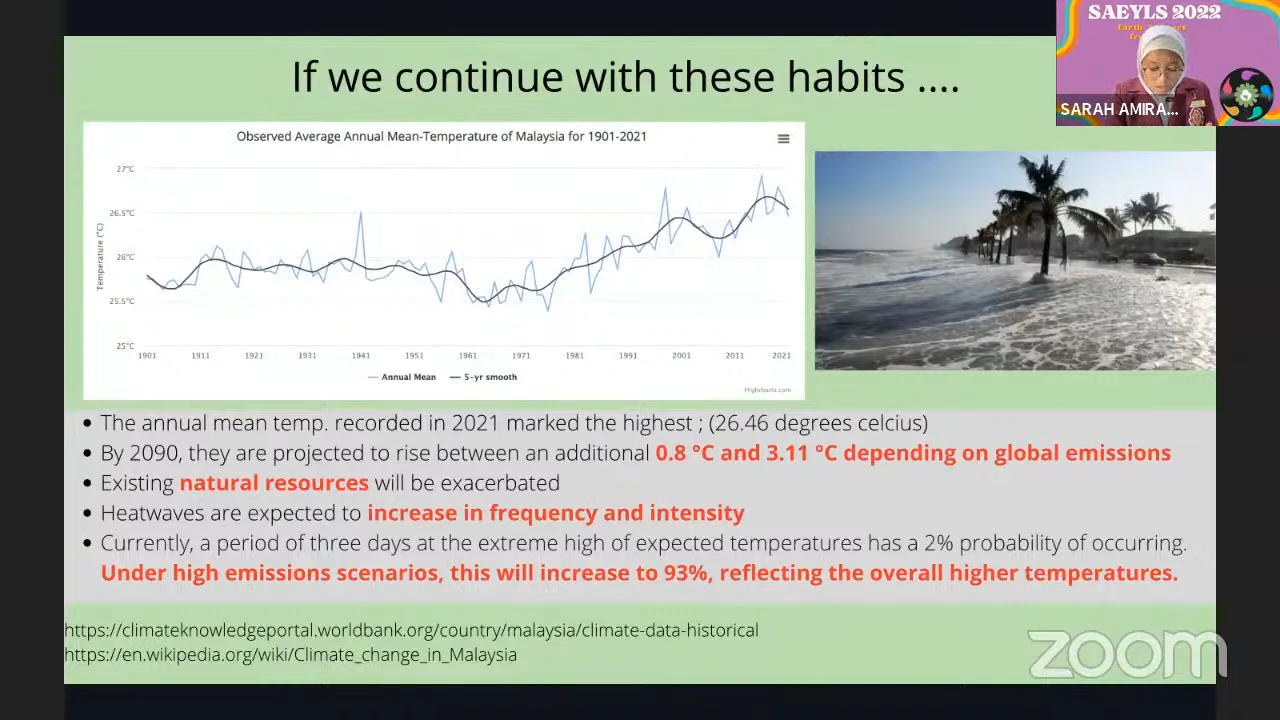 SAEYLS 2022
SARAH AMIRA...
If we continue with these habits ....
Observed Average Annual Mean-Temperature of Malaysia for 1901-2021
27°C
26.5°C
26°C
25.5°C
25°C
Temperature (°C)
1901 1911 1921 1931 1941 1951 1961 1971 1981 1991 2001 2011 2021
Annual Mean 5-yr smooth
Highcharts.com
The annual mean temp. recorded in 2021 marked the highest ; (26.46 degrees celcius)
By 2090, they are projected to rise between an additional 0.8 °C and 3.11 °C depending on global emissions
Existing natural resources will be exacerbated
Heatwaves are expected to increase in frequency and intensity
Currently, a period of three days at the extreme high of expected temperatures has a 2% probability of occurring.
Under high emissions scenarios, this will increase to 93%, reflecting the overall higher temperatures.
https://climateknowledgeportal.worldbank.org/country/malaysia/climate-data-historical
https://en.wikipedia.org/wiki/Climate_change_in_Malaysia
zoom